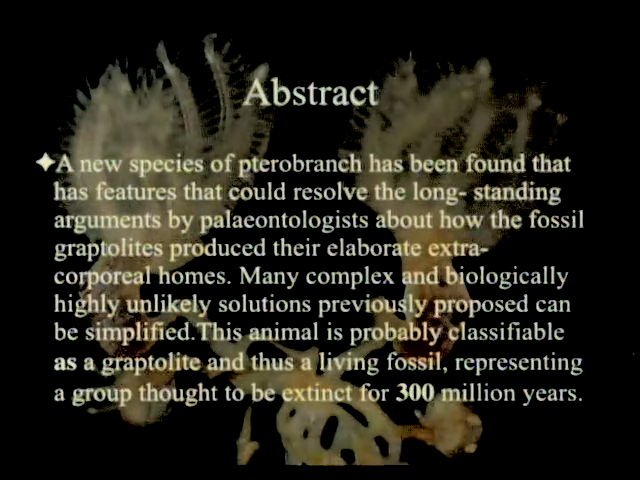 Abstract
✦A new species of pterobranch has been found that
has features that could resolve the long- standing
arguments by palaeontologists about how the fossil
graptolites produced their elaborate extra-
corporeal homes. Many complex and biologically
highly unlikely solutions previously proposed can
be simplified.This animal is probably classifiable
as a graptolite and thus a living fossil, representing
a group thought to be extinct for 300 million years.